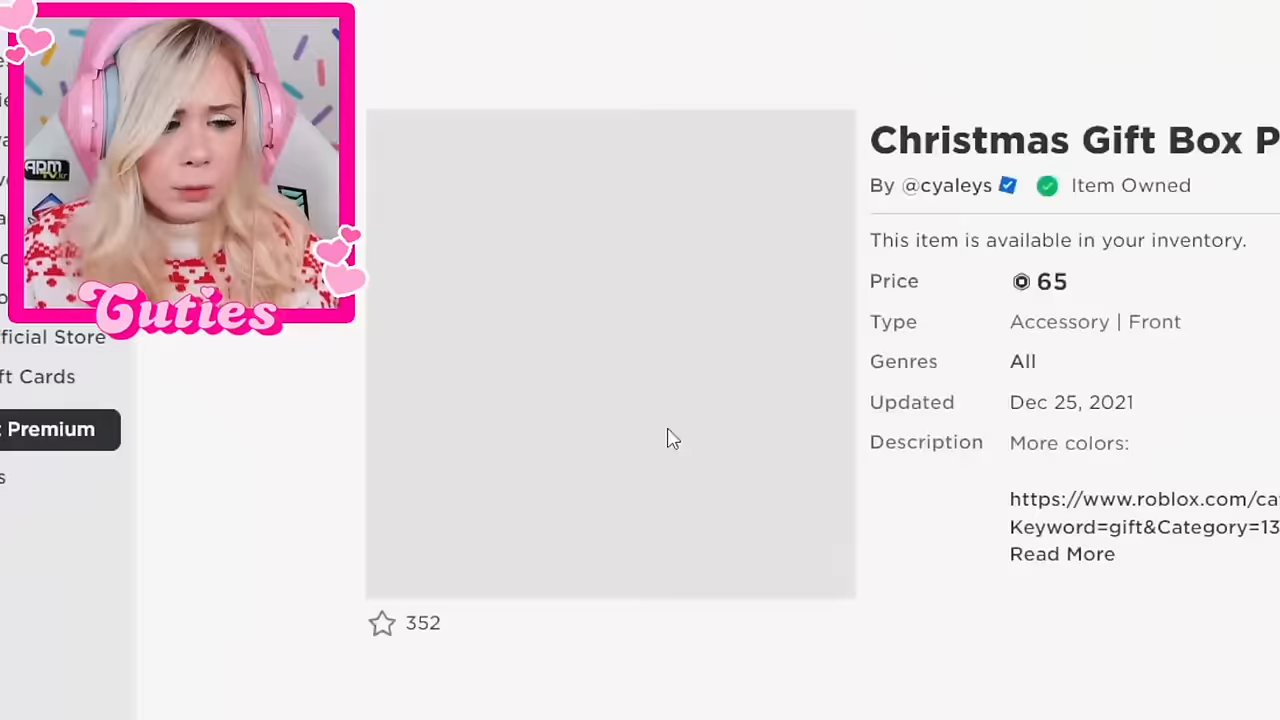 Cuties
fficial Store
ft Cards
Premium
s
Christmas Gift Box P
By @cyaleys Item Owned
This item is available in your inventory.
Price 65
Type Accessory | Front
Genres All
Updated Dec 25, 2021
Description More colors:
https://www.roblox.com/ca
Keyword=gift&Category=13
Read More
352